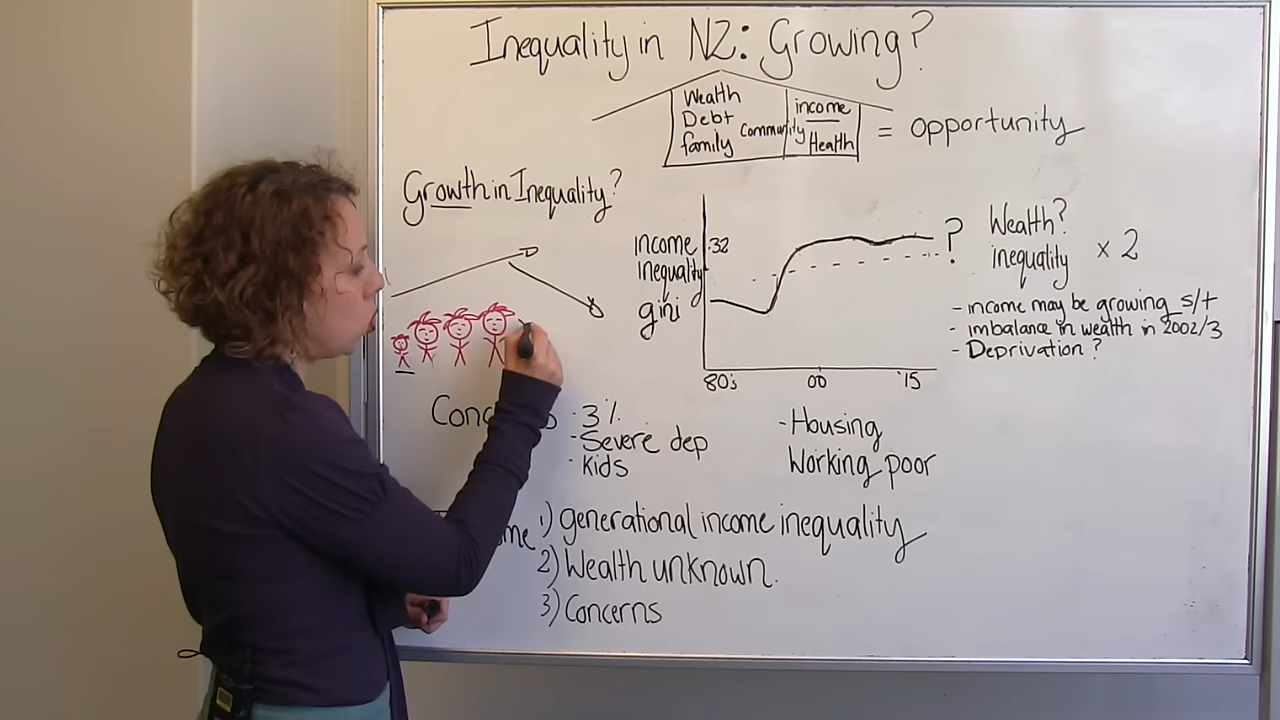 Inequality in NZ: Growing?
Wealth
Debt
family
Community
income
Health
= opportunity
Growth in Inequality?
income
inequality
gini
.32
80's
00
'15
?
Wealth?
inequality
x 2
- income may be growing s/t
- imbalance in wealth in 2002/3
- Deprivation?
· 3%
- Severe dep
· Kids
- Housing
Working poor
1) generational income inequality
2) Wealth unknown.
3) Concerns